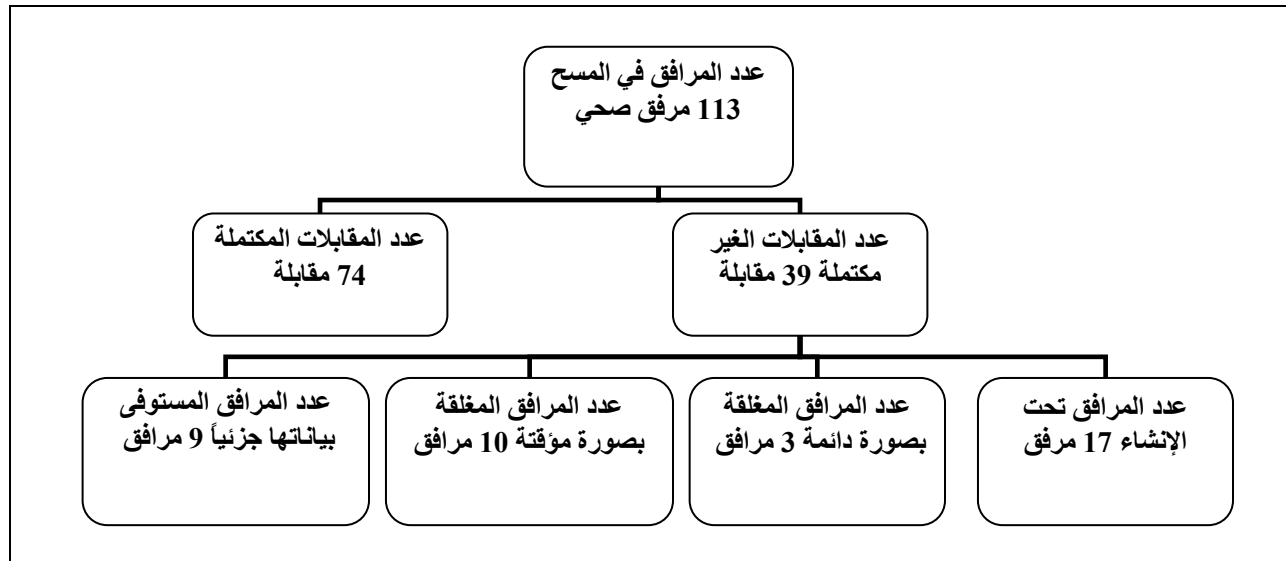 عدد المرافق في المسح
113 مرفق صحي
عدد المقابلات الغير
مكتملة 39 مقابلة
عدد المقابلات المكتملة
74 مقابلة
عدد المرافق تحت
الإنشاء 17 مرفق
عدد المرافق المغلقة
بصورة دائمة 3 مرافق
عدد المرافق المغلقة
بصورة مؤقتة 10 مرافق
عدد المرافق المستوفى
بياناتها جزئياً 9 مرافق